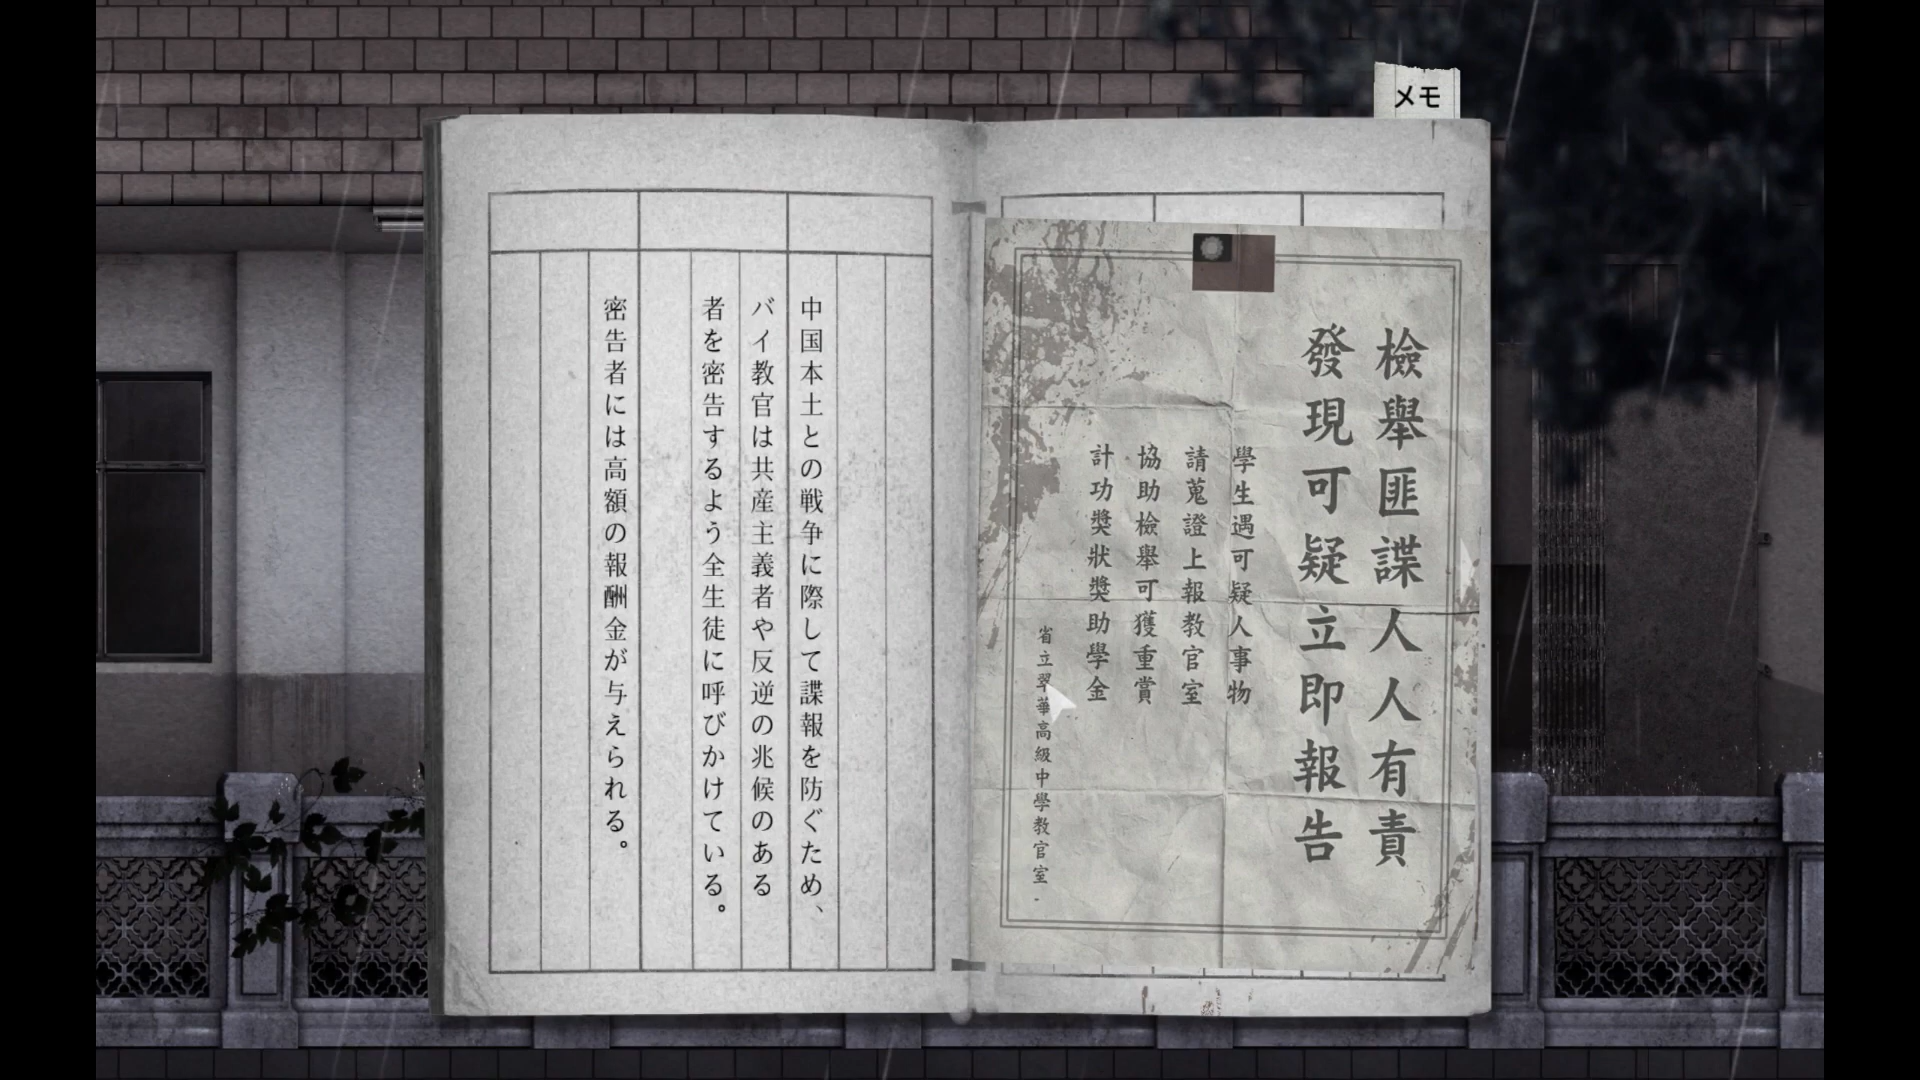 メモ
檢舉匪諜人人有責
發現可疑立即報告
學生遇可疑人事物
請蒐證上報教官室
協助檢舉可獲重賞
計功獎狀獎助學金
省立翠華高級中學教官室
中国本土との戦争に際して諜報を防ぐため、
バイ教官は共産主義者や反逆の兆候のある
者を密告するよう全生徒に呼びかけている。
密告者には高額の報酬金が与えられる。